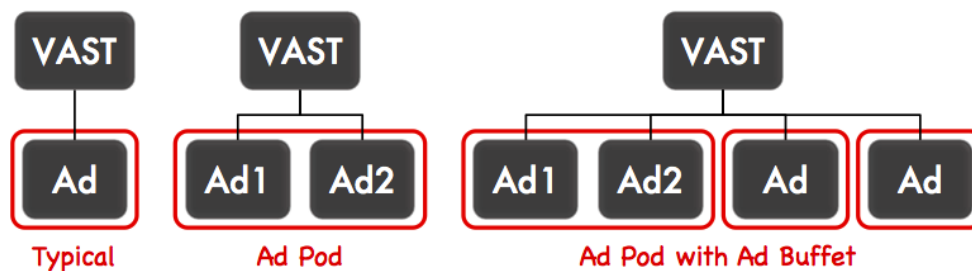 VAST VAST VAST
Ad Ad1 Ad2 Ad1 Ad2 Ad Ad
Typical Ad Pod Ad Pod with Ad Buffet